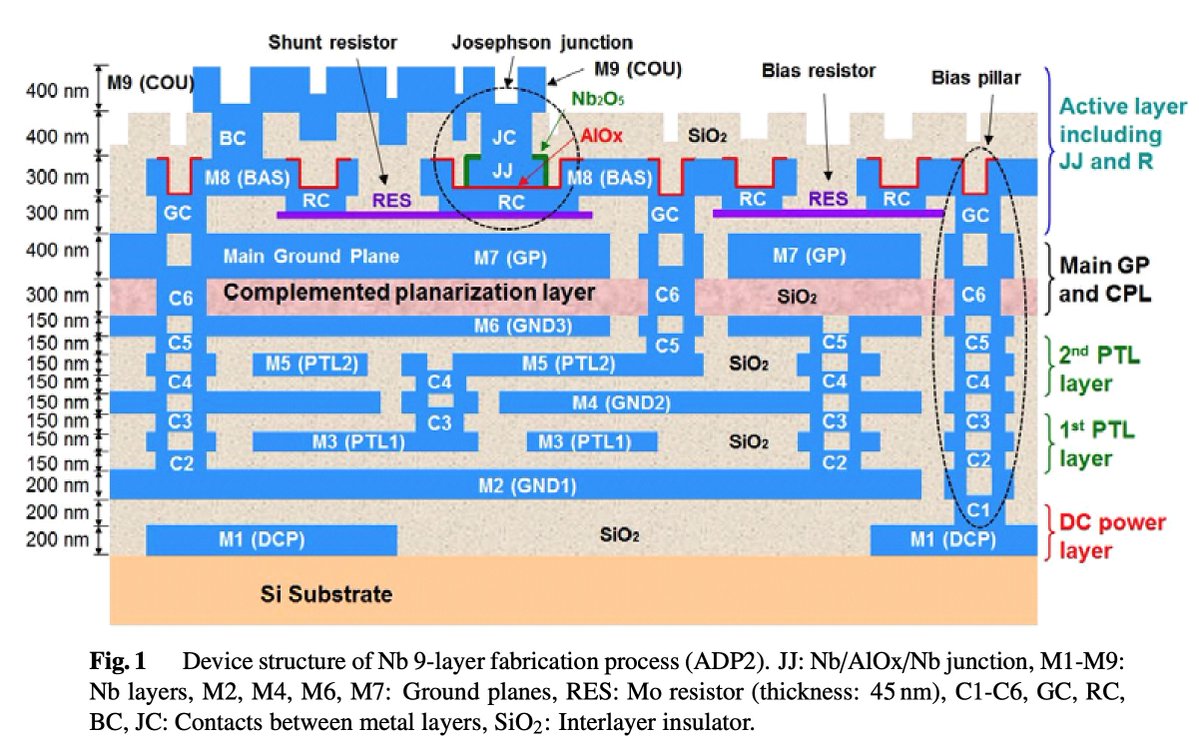 Shunt resistor
Josephson junction
M9 (COU)
M9 (COU)
Bias resistor
Bias pillar
400 nm
Nb₂O₅
Active layer
including
JJ and R
400 nm
BC
JC
AlOx
SiO₂
300 nm
M8 (BAS)
JJ
M8 (BAS)
RC
RES
RC
RC
RES
RC
300 nm
GC
GC
GC
400 nm
Main Ground Plane
M7 (GP)
M7 (GP)
Main GP
and CPL
300 nm
C6
Complemented planarization layer
C6
SiO₂
C6
150 nm
M6 (GND3)
150 nm
C5
C5
C5
C5
150 nm
M5 (PTL2)
M5 (PTL2)
SiO₂
2nd PTL
layer
150 nm
C4
C4
C4
C4
150 nm
M4 (GND2)
150 nm
C3
C3
C3
C3
150 nm
M3 (PTL1)
M3 (PTL1)
SiO₂
1st PTL
layer
150 nm
C2
C2
C2
200 nm
M2 (GND1)
200 nm
C1
200 nm
M1 (DCP)
SiO₂
M1 (DCP)
DC power
layer
Si Substrate
Fig. 1 Device structure of Nb 9-layer fabrication process (ADP2). JJ: Nb/AlOx/Nb junction, M1-M9:
Nb layers, M2, M4, M6, M7: Ground planes, RES: Mo resistor (thickness: 45 nm), C1-C6, GC, RC,
BC, JC: Contacts between metal layers, SiO₂: Interlayer insulator.